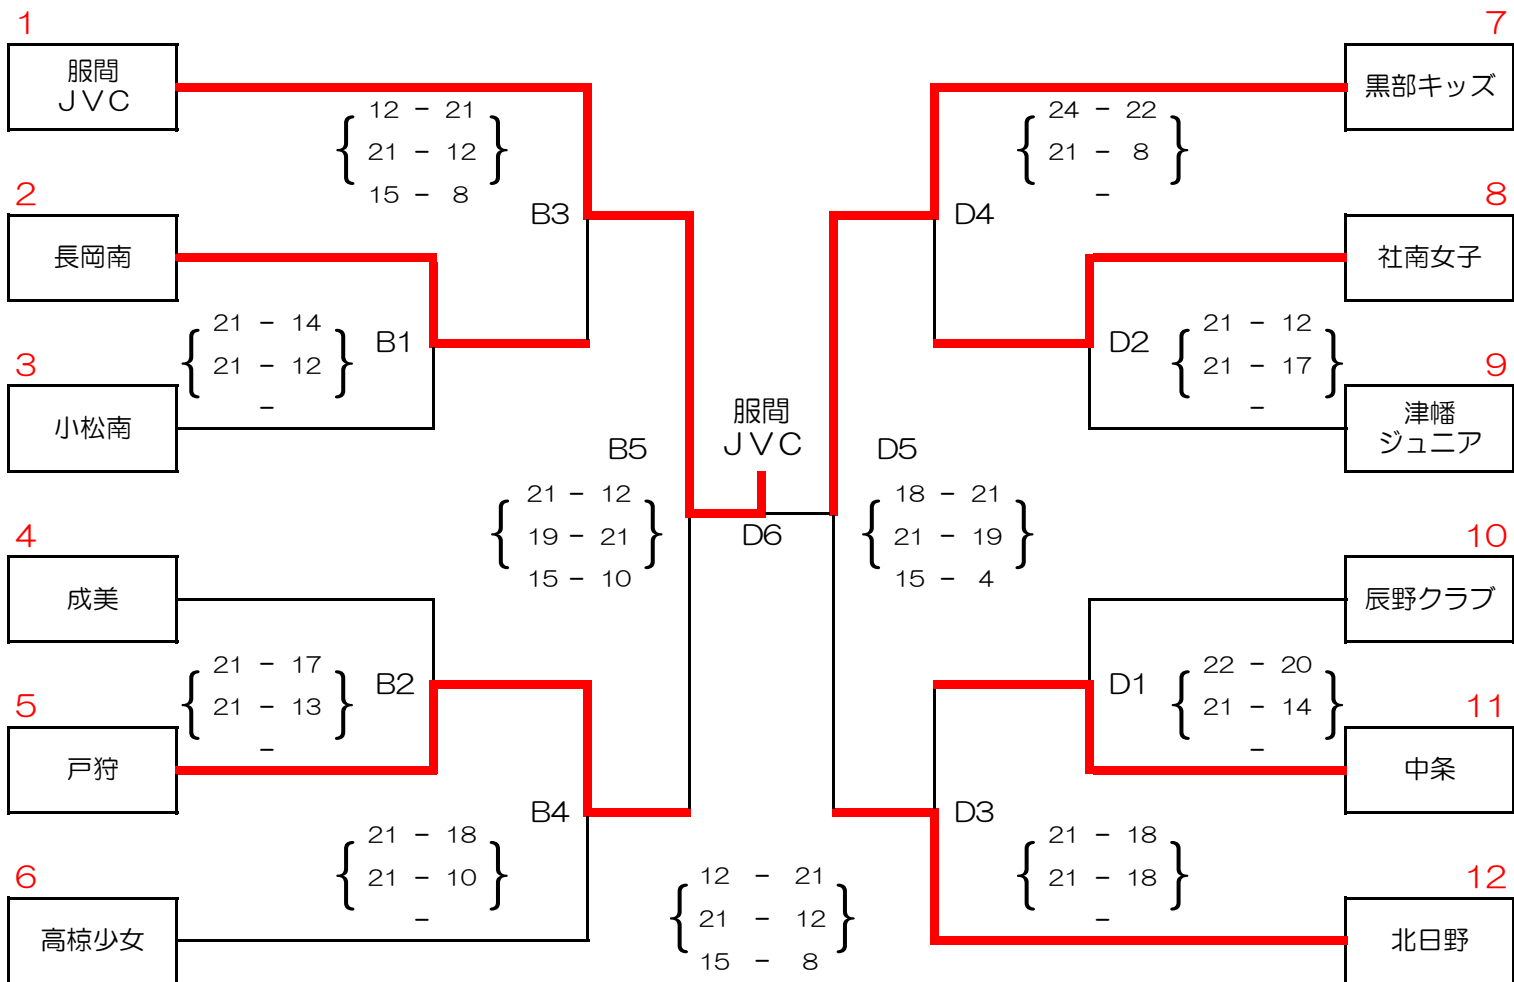 1
服間
ＪＶＣ
12 - 21
21 - 12
15 - 8
B3
2
長岡南
21 - 14
21 - 12
-
B1
3
小松南
4
成美
21 - 17
21 - 13
-
B2
5
戸狩
B4
21 - 18
21 - 10
-
6
高椋少女
B5
21 - 12
19 - 21
15 - 10
服間
ＪＶＣ
D6
12 - 21
21 - 12
15 - 8
D5
18 - 21
21 - 19
15 - 4
7
黒部キッズ
24 - 22
21 - 8
-
D4
8
社南女子
D2
21 - 12
21 - 17
-
9
津幡
ジュニア
10
辰野クラブ
D1
22 - 20
21 - 14
-
11
中条
D3
21 - 18
21 - 18
-
12
北日野